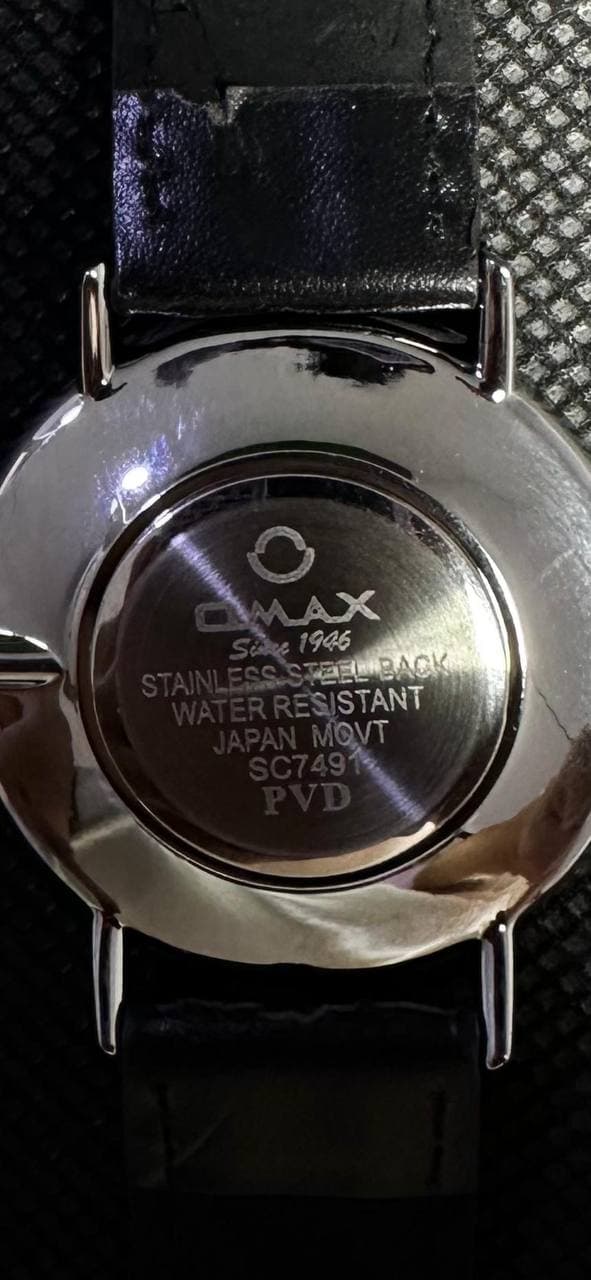 OMAX
Since 1946
STAINLESS STEEL BACK
WATER RESISTANT
JAPAN MOVT
SC7491
PVD